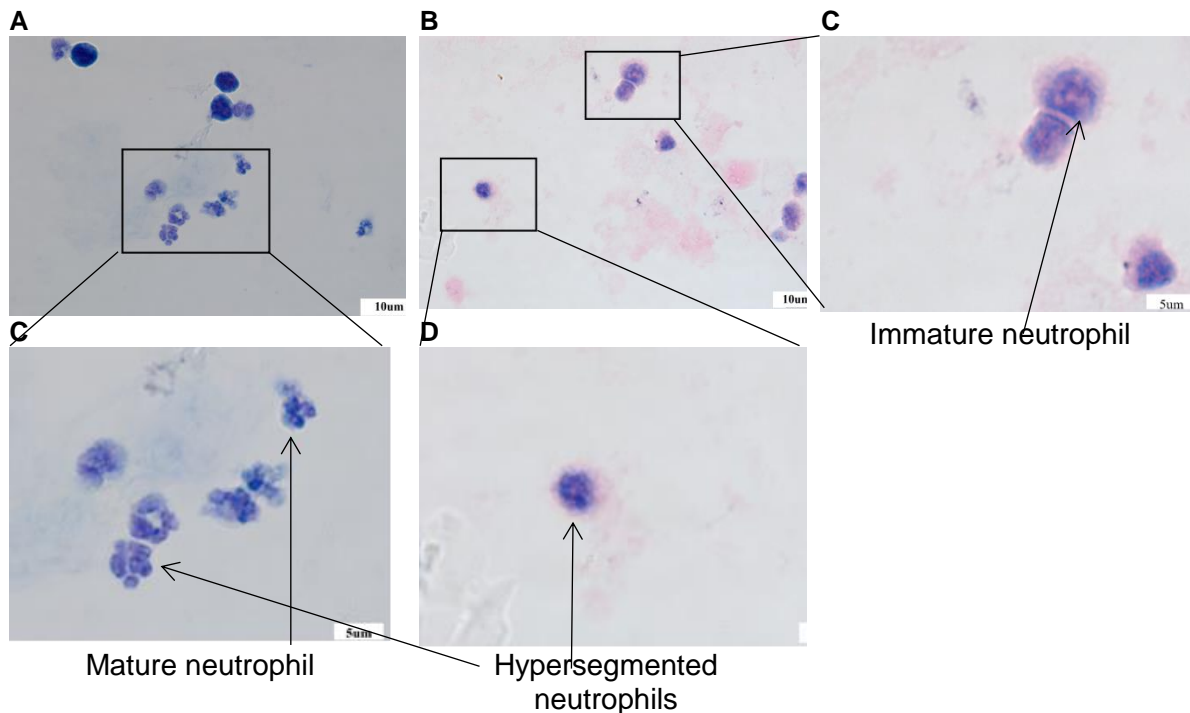 A
B
C
10um
10um
5um
Immature neutrophil
C
D
5um
Mature neutrophil
Hypersegmented
neutrophils